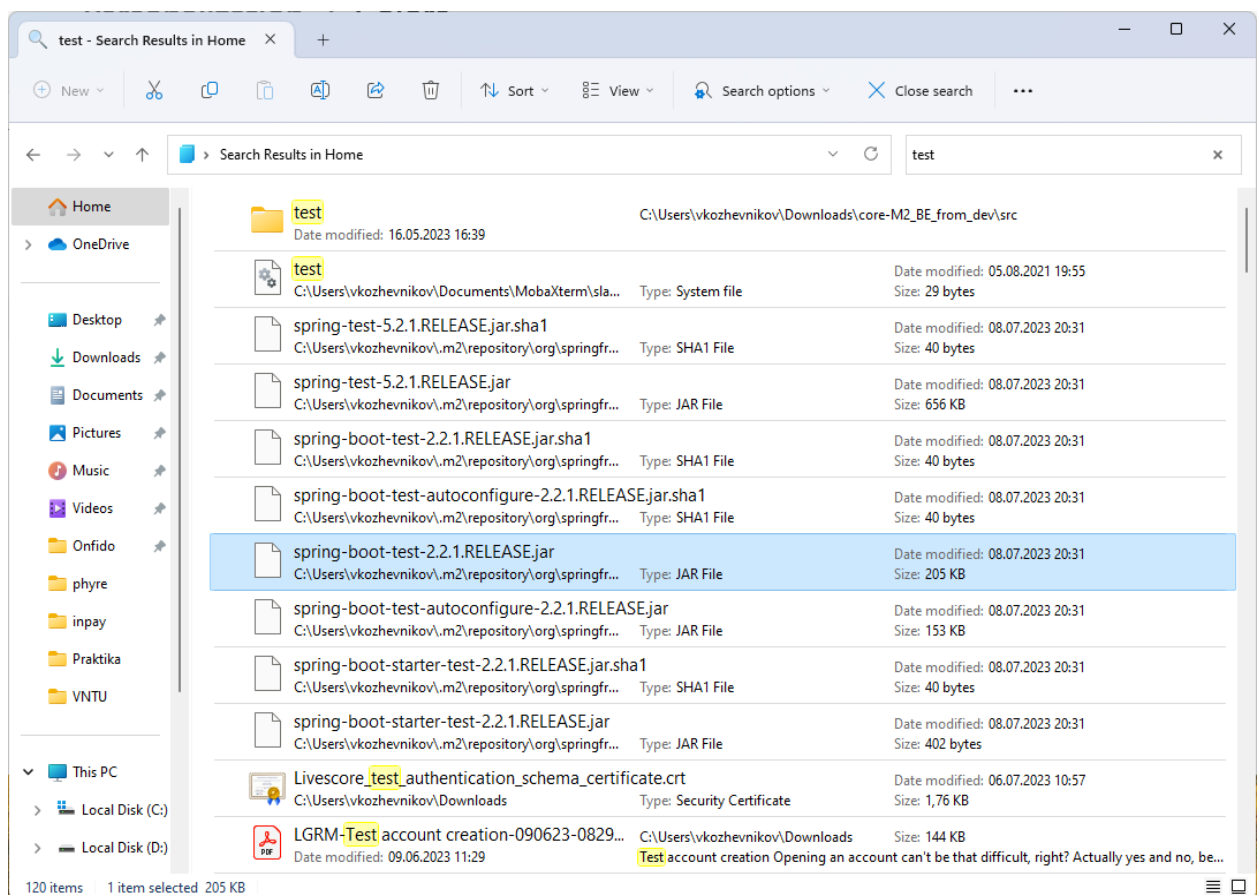 test - Search Results in Home
New
Sort
View
Search options
Close search
Search Results in Home
test
Home
OneDrive
Desktop
Downloads
Documents
Pictures
Music
Videos
Onfido
phyre
inpay
Praktika
VNTU
This PC
Local Disk (C:)
Local Disk (D:)
test
C:\Users\vkozhevnikov\Downloads\core-M2_BE_from_dev\src
Date modified: 16.05.2023 16:39
test
Date modified: 05.08.2021 19:55
C:\Users\vkozhevnikov\Documents\MobaXterm\sla... Type: System file Size: 29 bytes
spring-test-5.2.1.RELEASE.jar.sha1
Date modified: 08.07.2023 20:31
C:\Users\vkozhevnikov\.m2\repository\org\springfr... Type: SHA1 File Size: 40 bytes
spring-test-5.2.1.RELEASE.jar
Date modified: 08.07.2023 20:31
C:\Users\vkozhevnikov\.m2\repository\org\springfr... Type: JAR File Size: 656 KB
spring-boot-test-2.2.1.RELEASE.jar.sha1
Date modified: 08.07.2023 20:31
C:\Users\vkozhevnikov\.m2\repository\org\springfr... Type: SHA1 File Size: 40 bytes
spring-boot-test-autoconfigure-2.2.1.RELEASE.jar.sha1
Date modified: 08.07.2023 20:31
C:\Users\vkozhevnikov\.m2\repository\org\springfr... Type: SHA1 File Size: 40 bytes
spring-boot-test-2.2.1.RELEASE.jar
Date modified: 08.07.2023 20:31
C:\Users\vkozhevnikov\.m2\repository\org\springfr... Type: JAR File Size: 205 KB
spring-boot-test-autoconfigure-2.2.1.RELEASE.jar
Date modified: 08.07.2023 20:31
C:\Users\vkozhevnikov\.m2\repository\org\springfr... Type: JAR File Size: 153 KB
spring-boot-starter-test-2.2.1.RELEASE.jar.sha1
Date modified: 08.07.2023 20:31
C:\Users\vkozhevnikov\.m2\repository\org\springfr... Type: SHA1 File Size: 40 bytes
spring-boot-starter-test-2.2.1.RELEASE.jar
Date modified: 08.07.2023 20:31
C:\Users\vkozhevnikov\.m2\repository\org\springfr... Type: JAR File Size: 402 bytes
Livescore_test_authentication_schema_certificate.crt
Date modified: 06.07.2023 10:57
C:\Users\vkozhevnikov\Downloads Type: Security Certificate Size: 1,76 KB
LGRM-Test account creation-090623-0829...
C:\Users\vkozhevnikov\Downloads Size: 144 KB
Date modified: 09.06.2023 11:29
Test account creation Opening an account can't be that difficult, right? Actually yes and no, be...
PDF
120 items 1 item selected 205 KB